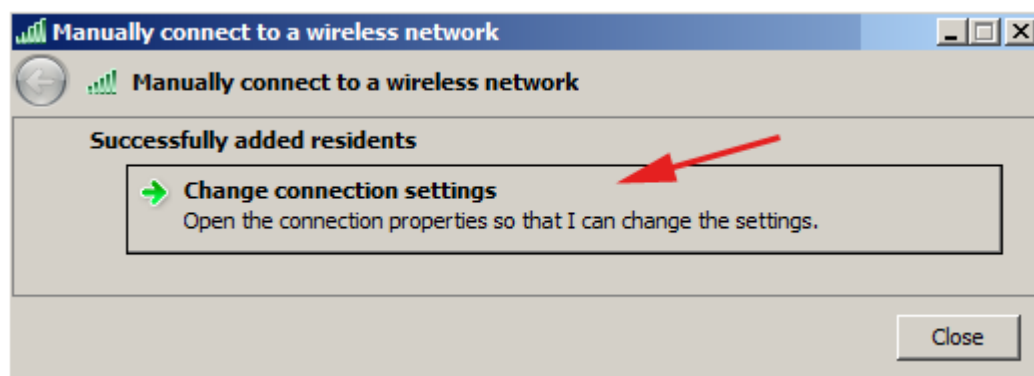 Manually connect to a wireless network
Manually connect to a wireless network
Successfully added residents
Change connection settings
Open the connection properties so that I can change the settings.
Close